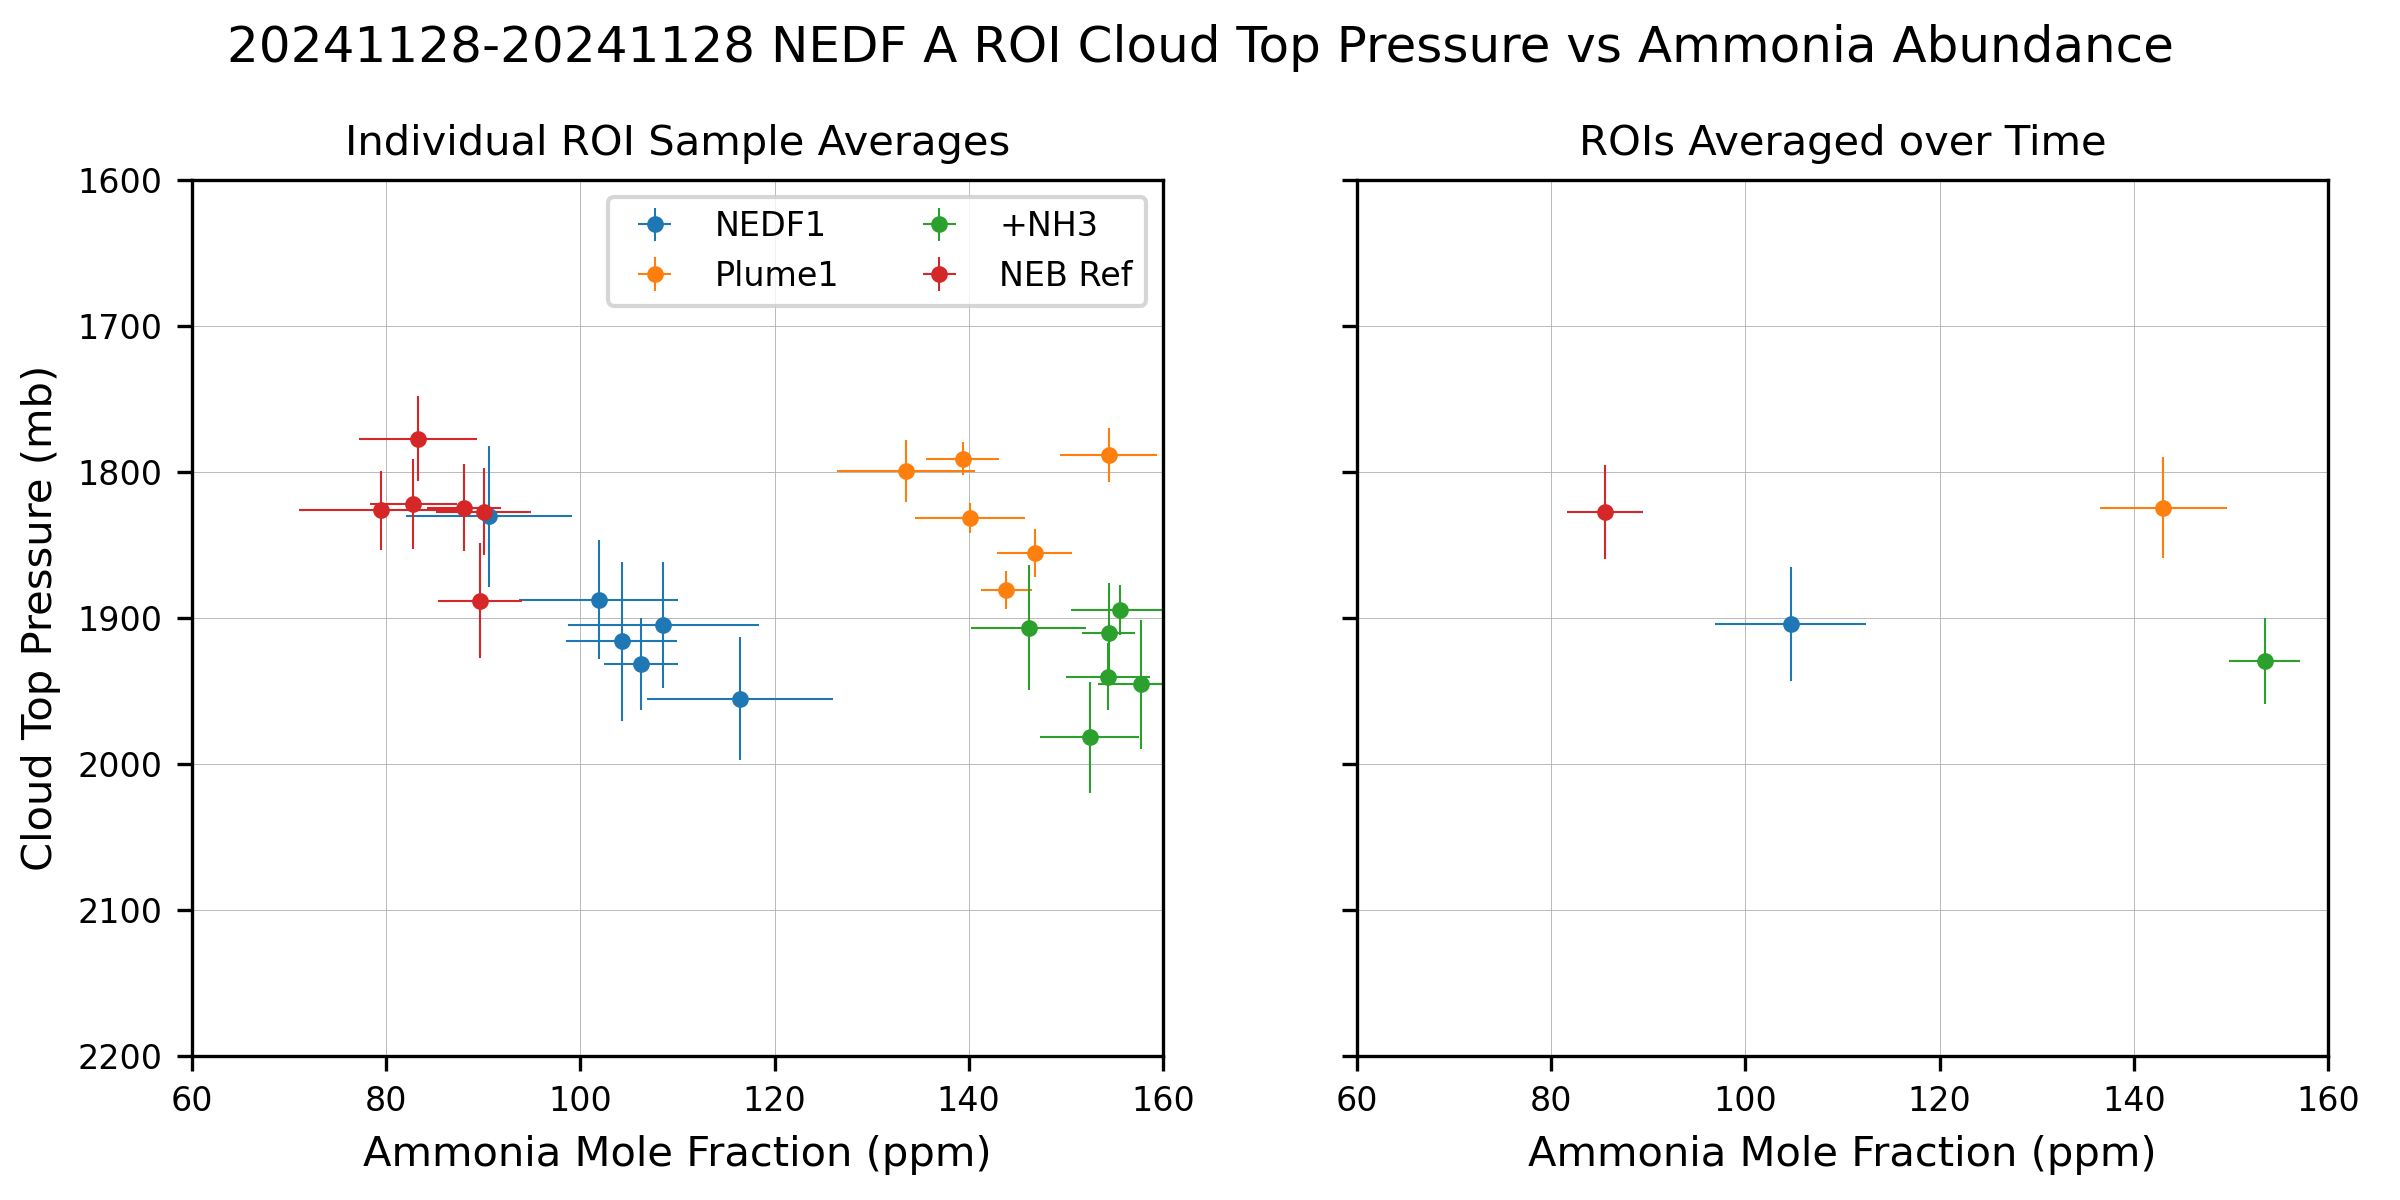 20241128-20241128 NEDF A ROI Cloud Top Pressure vs Ammonia Abundance
Individual ROI Sample Averages
NEDF1
Plume1
+NH3
NEB Ref
Cloud Top Pressure (mb)
1600
1700
1800
1900
2000
2100
2200
60 80 100 120 140 160
Ammonia Mole Fraction (ppm)
ROIs Averaged over Time
60 80 100 120 140 160
Ammonia Mole Fraction (ppm)